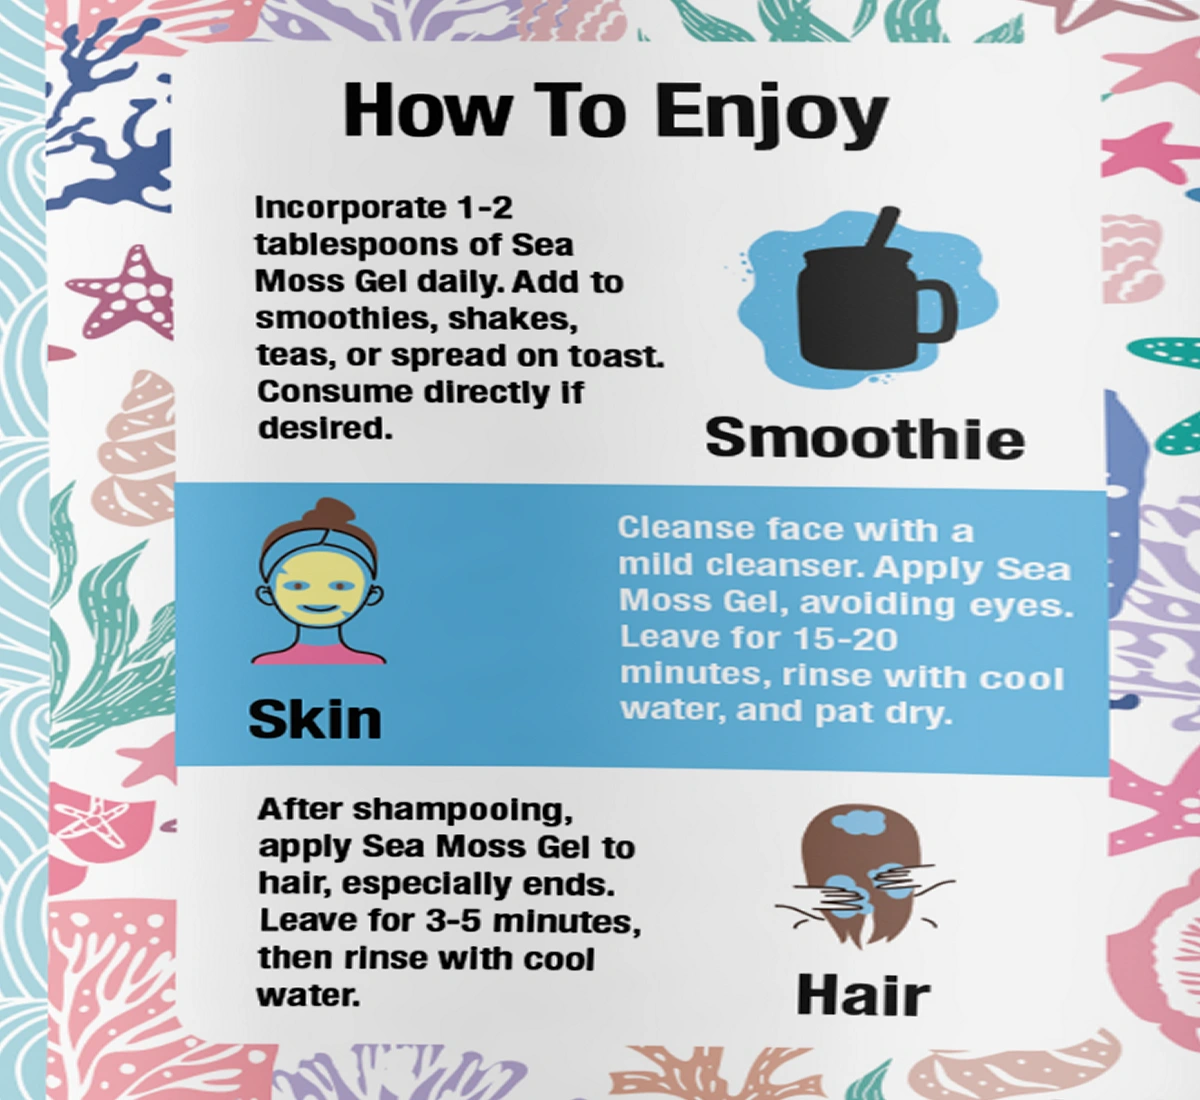 How To Enjoy
Incorporate 1-2
tablespoons of Sea
Moss Gel daily. Add to
smoothies, shakes,
teas, or spread on toast.
Consume directly if
desired.
Smoothie
Cleanse face with a
mild cleanser. Apply Sea
Moss Gel, avoiding eyes.
Leave for 15-20
minutes, rinse with cool
water, and pat dry.
Skin
After shampooing,
apply Sea Moss Gel to
hair, especially ends.
Leave for 3-5 minutes,
then rinse with cool
water.
Hair